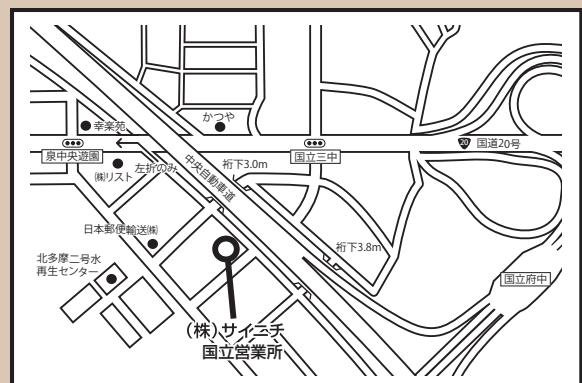 幸楽苑
かつや
泉中央遊園
国立三中
20
国道20号
㈱リスト
左折のみ
中央自動車道
桁下3.0m
日本郵便輸送㈱
桁下3.8m
北多摩二号水
再生センター
国立府中
(株)サイニチ
国立営業所